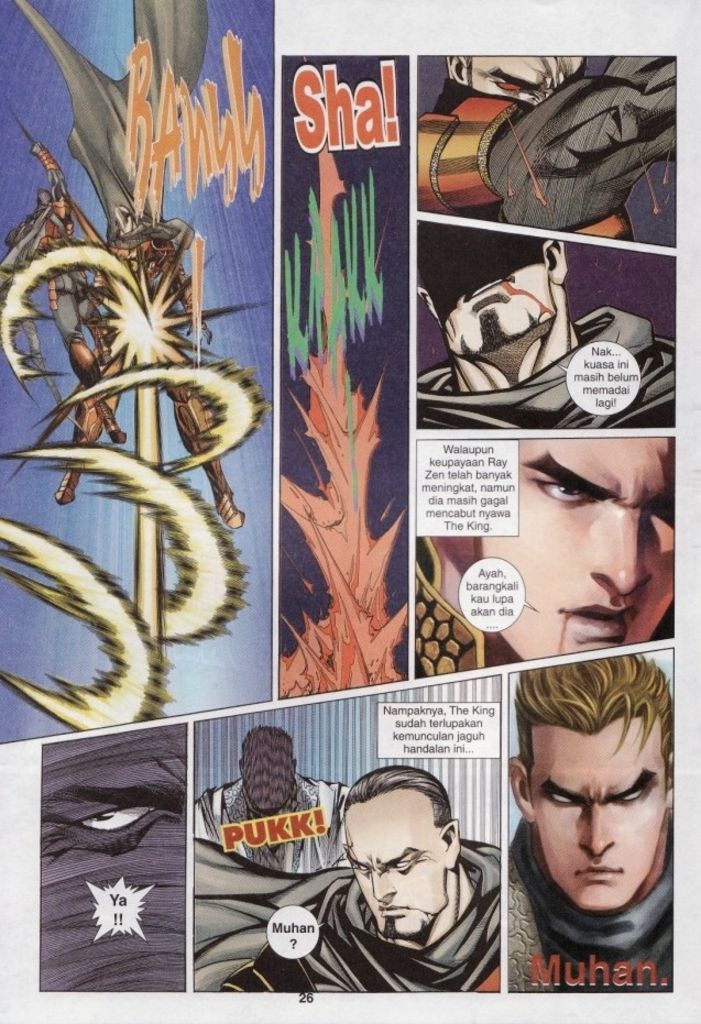 BAMM!
Sha!
KABUU
Nak...
kuasa ini
masih belum
memadai
lagi!
Walaupun
keupayaan Ray
Zen telah banyak
meningkat, namun
dia masih gagal
mencabut nyawa
The King.
Ayah,
barangkali
kau lupa
akan dia
....
Ya
!!
Nampaknya, The King
sudah terlupakan
kemunculan jaguh
handalan ini...
PUKK!
Muhan
?
Muhan.
26